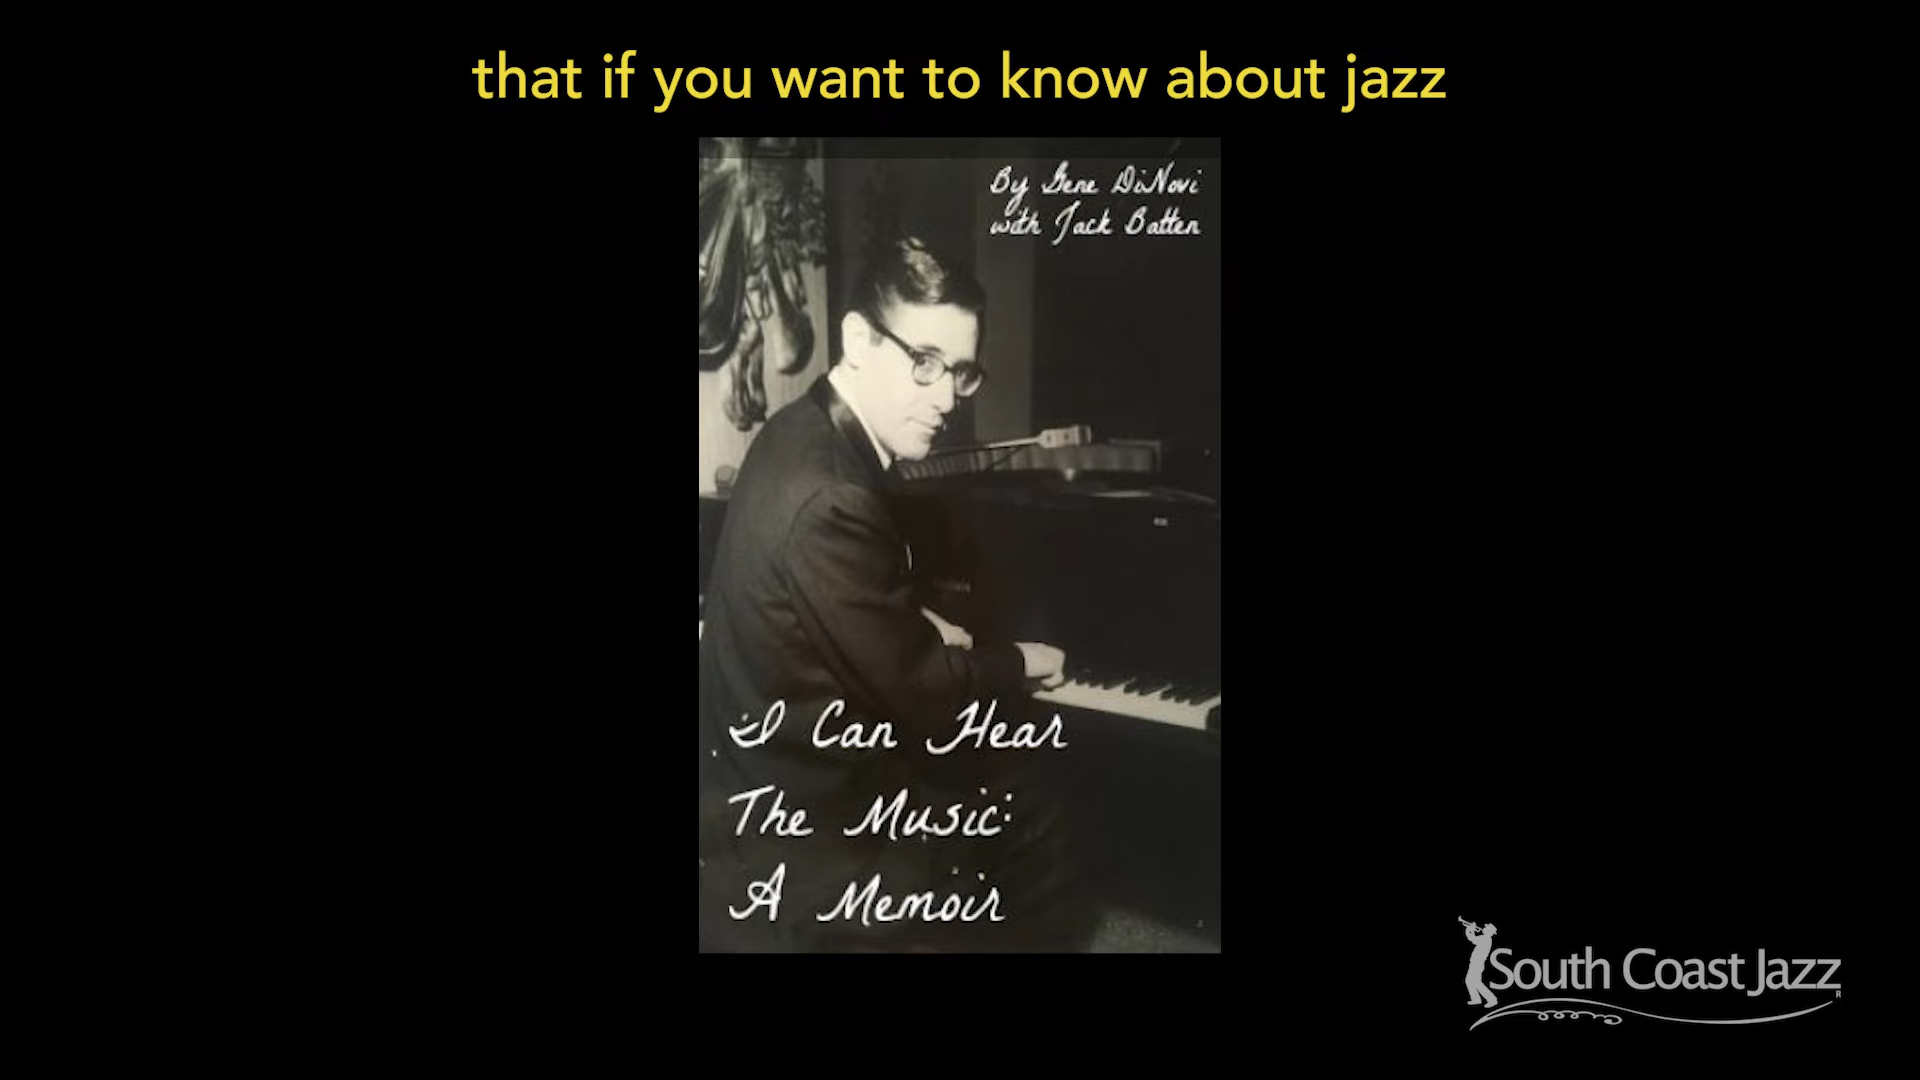 that if you want to know about jazz
By Gene DiNovi
with Jack Batten
I Can Hear
The Music:
A Memoir
South Coast Jazz
R